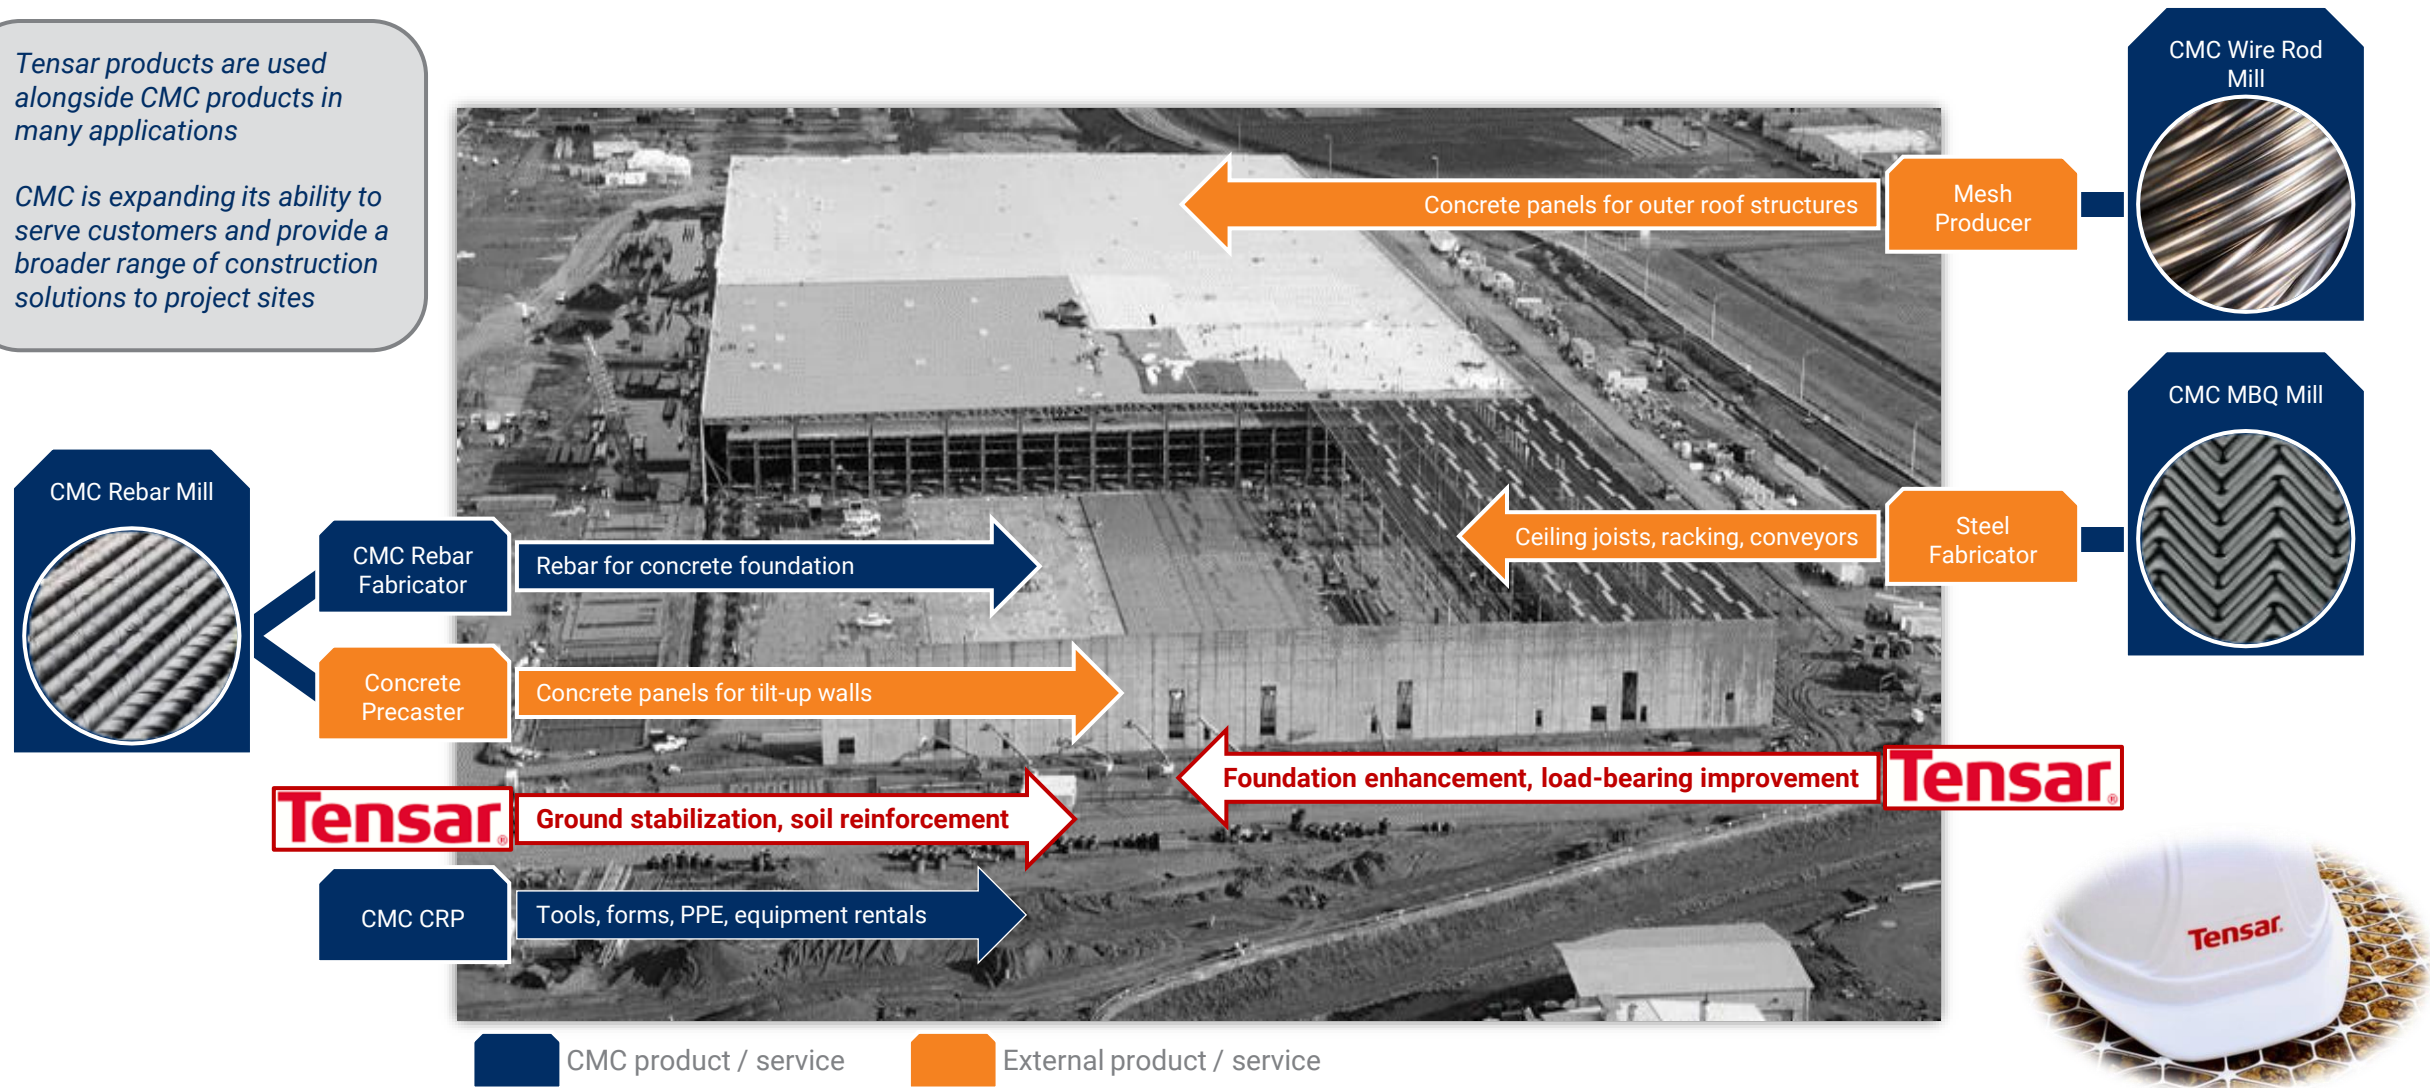 Tensar products are used
alongside CMC products in
many applications
CMC is expanding its ability to
serve customers and provide a
broader range of construction
solutions to project sites
CMC Wire Rod
Mill
Concrete panels for outer roof structures
Mesh
Producer
CMC MBQ Mill
Ceiling joists, racking, conveyors
Steel
Fabricator
CMC Rebar Mill
CMC Rebar
Fabricator
Rebar for concrete foundation
Concrete
Precaster
Concrete panels for tilt-up walls
Foundation enhancement, load-bearing improvement
Tensar®
Tensar®
Ground stabilization, soil reinforcement
CMC CRP
Tools, forms, PPE, equipment rentals
Tensar.
CMC product / service
External product / service